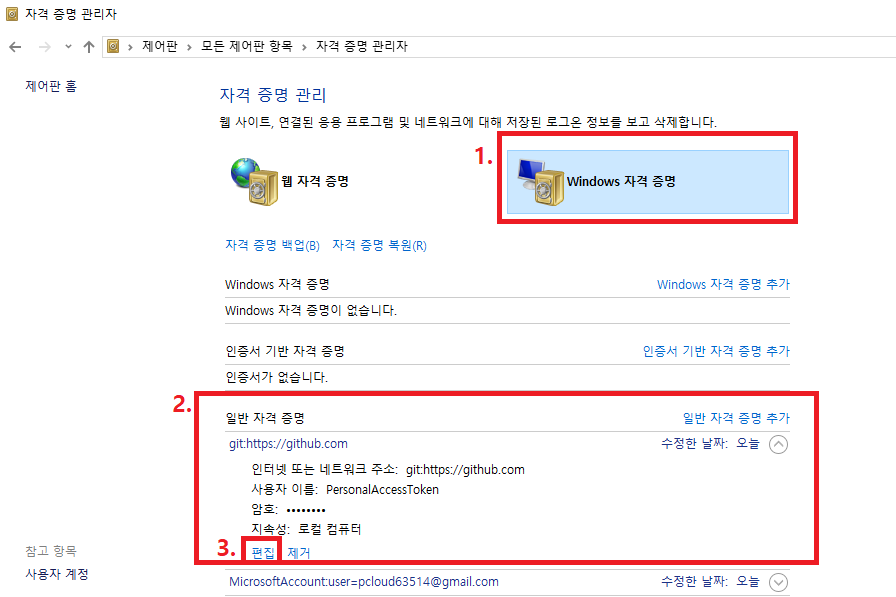 자격 증명 관리자
제어판 › 모든 제어판 항목 › 자격 증명 관리자
제어판 홈
자격 증명 관리
웹 사이트, 연결된 응용 프로그램 및 네트워크에 대해 저장된 로그온 정보를 보고 삭제합니다.
1.
웹 자격 증명
Windows 자격 증명
자격 증명 백업(B) 자격 증명 복원(R)
Windows 자격 증명 Windows 자격 증명 추가
Windows 자격 증명이 없습니다.
인증서 기반 자격 증명 인증서 기반 자격 증명 추가
인증서가 없습니다.
2.
일반 자격 증명 일반 자격 증명 추가
git:https://github.com 수정한 날짜: 오늘
인터넷 또는 네트워크 주소: git:https://github.com
사용자 이름: PersonalAccessToken
암호: ••••••••
지속성: 로컬 컴퓨터
3. 편집 제거
참고 항목
사용자 계정
MicrosoftAccount:user=pcloud63514@gmail.com 수정한 날짜: 오늘